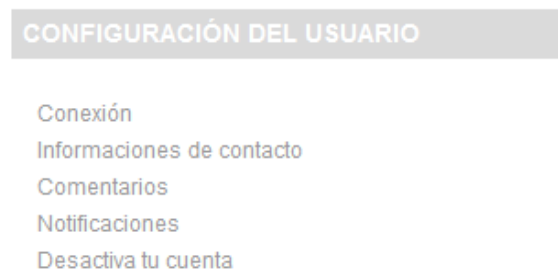 CONFIGURACIÓN DEL USUARIO
Conexión
Informaciones de contacto
Comentarios
Notificaciones
Desactiva tu cuenta